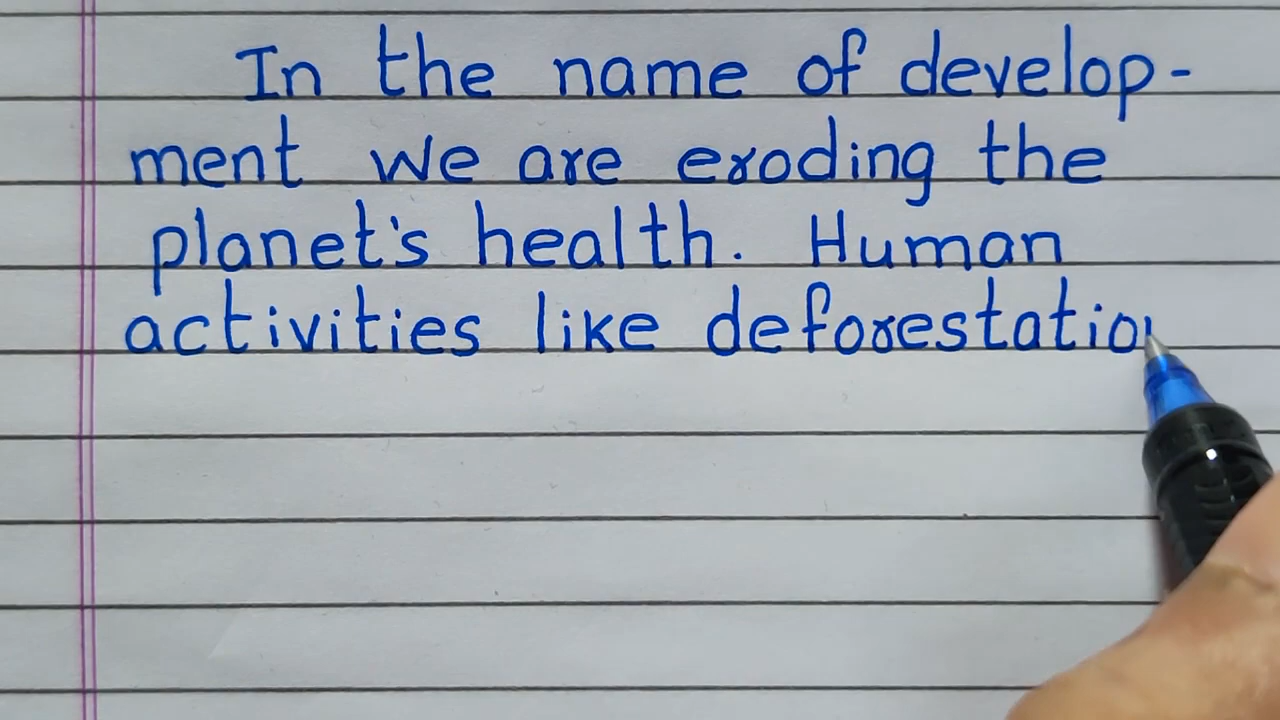 In the name of develop-
ment we are eroding the
planet's health. Human
activities like deforestatio